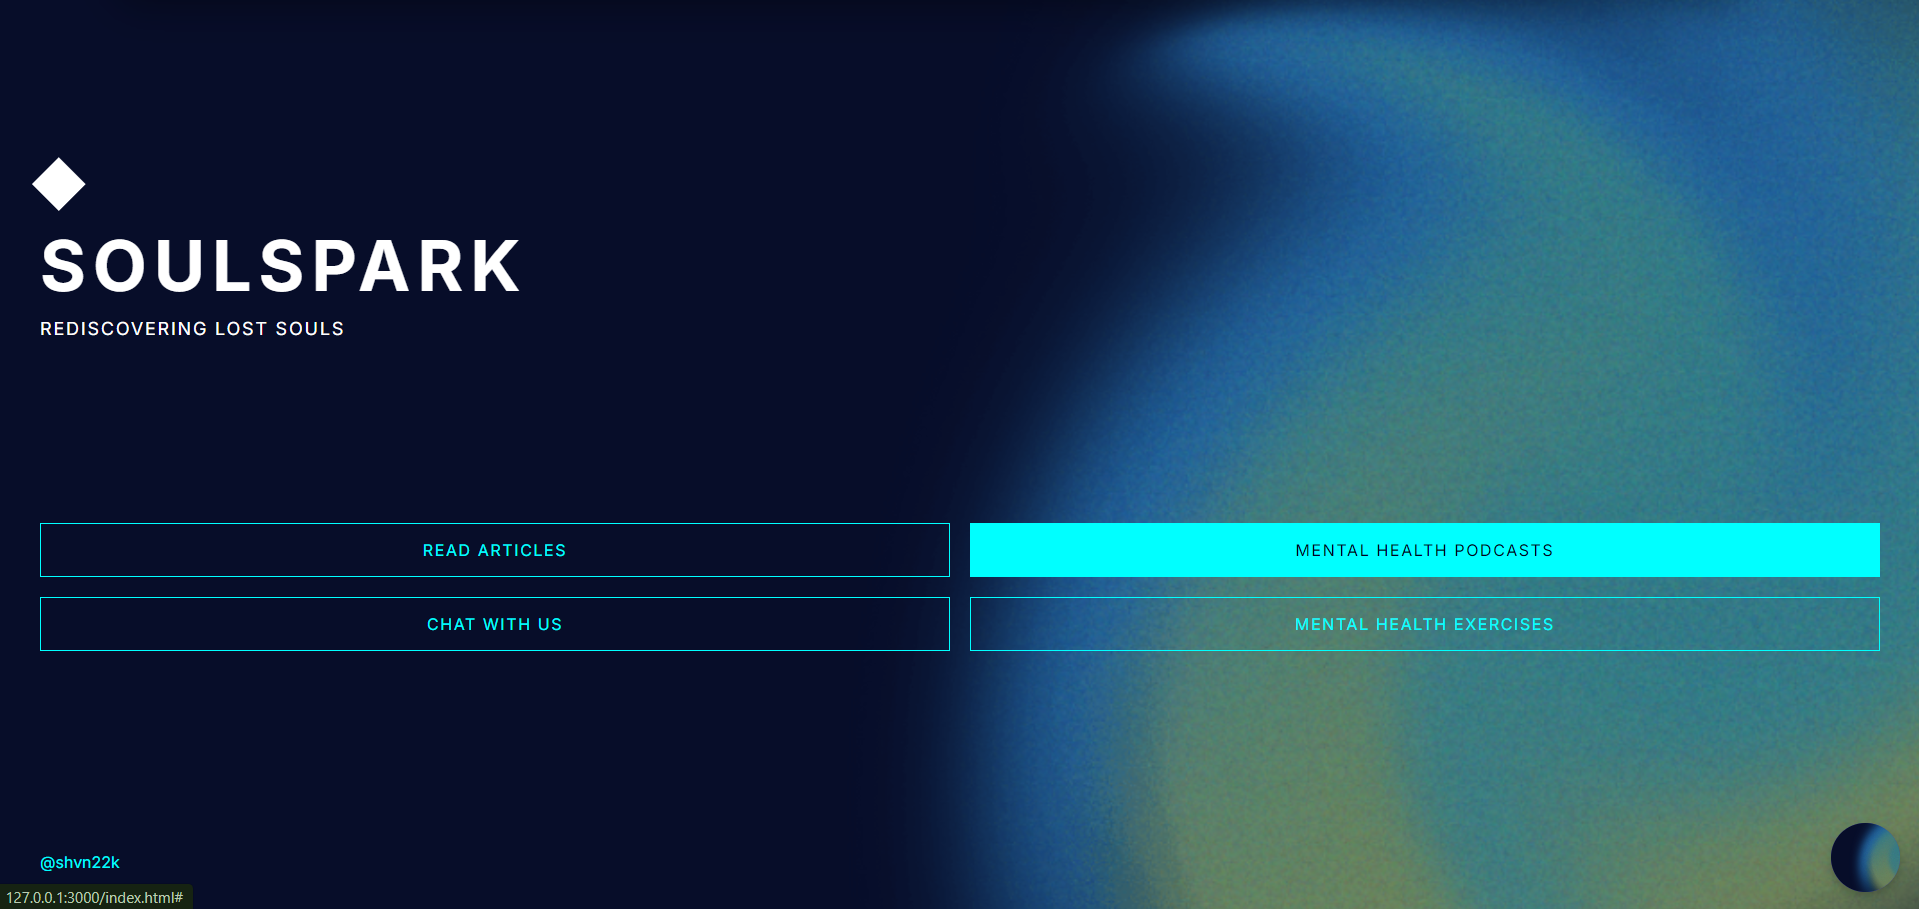 SOULSPARK
REDISCOVERING LOST SOULS
READ ARTICLES
MENTAL HEALTH PODCASTS
CHAT WITH US
MENTAL HEALTH EXERCISES
@shvn22k
127.0.0.1:3000/index.html#